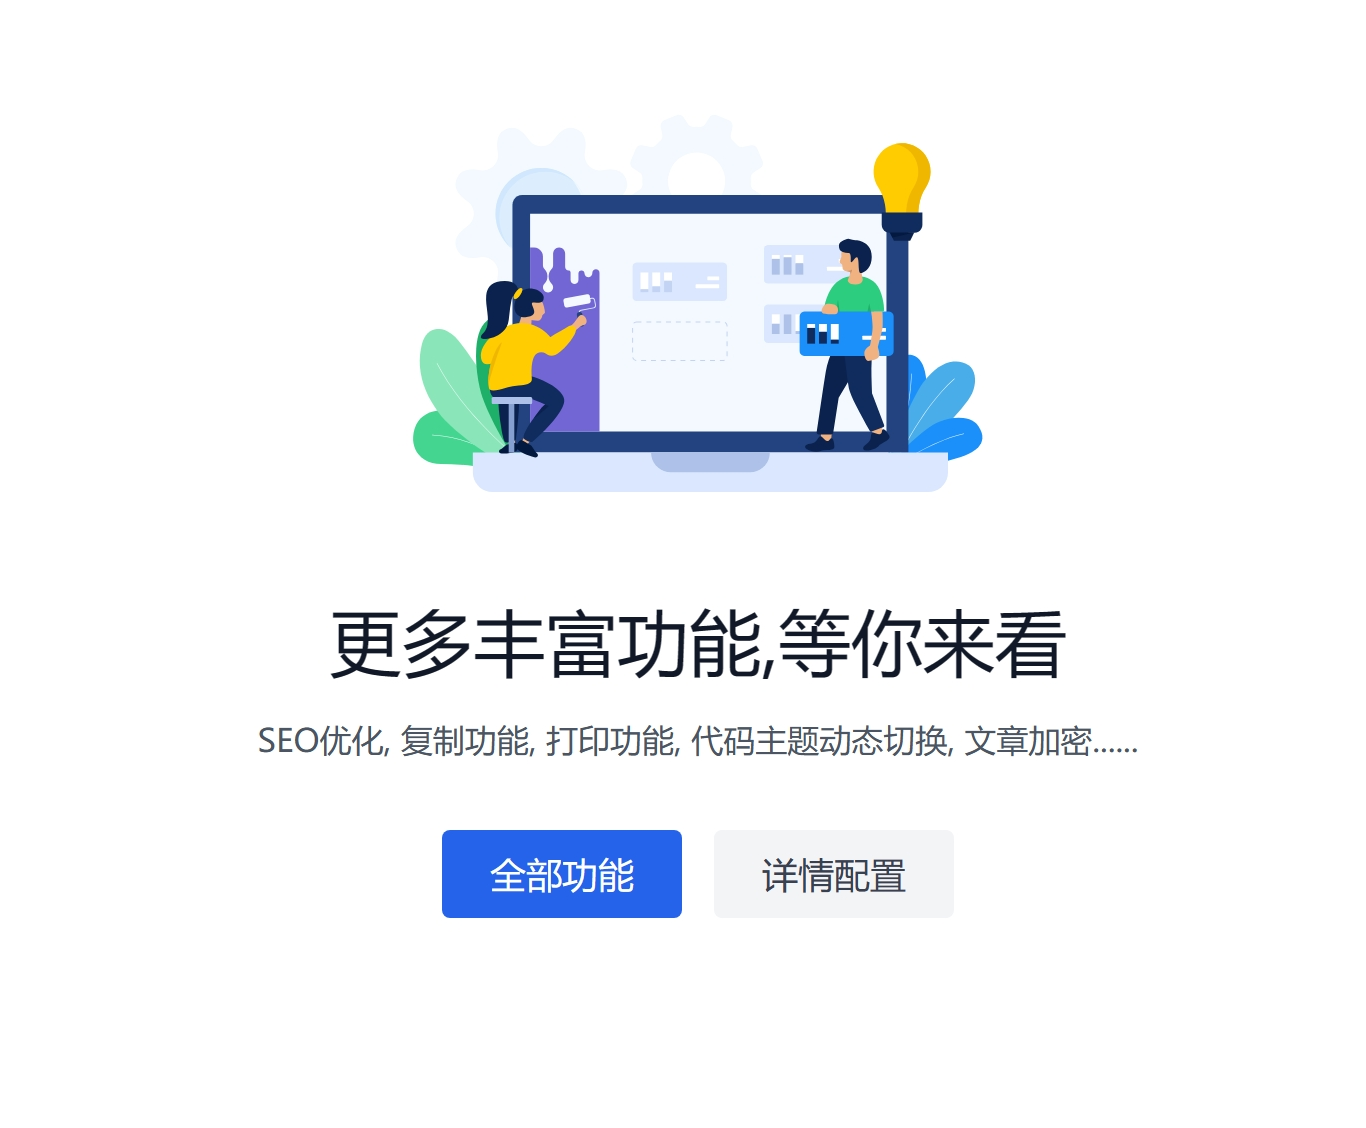 更多丰富功能,等你来看
SEO优化, 复制功能, 打印功能, 代码主题动态切换, 文章加密......
全部功能
详情配置